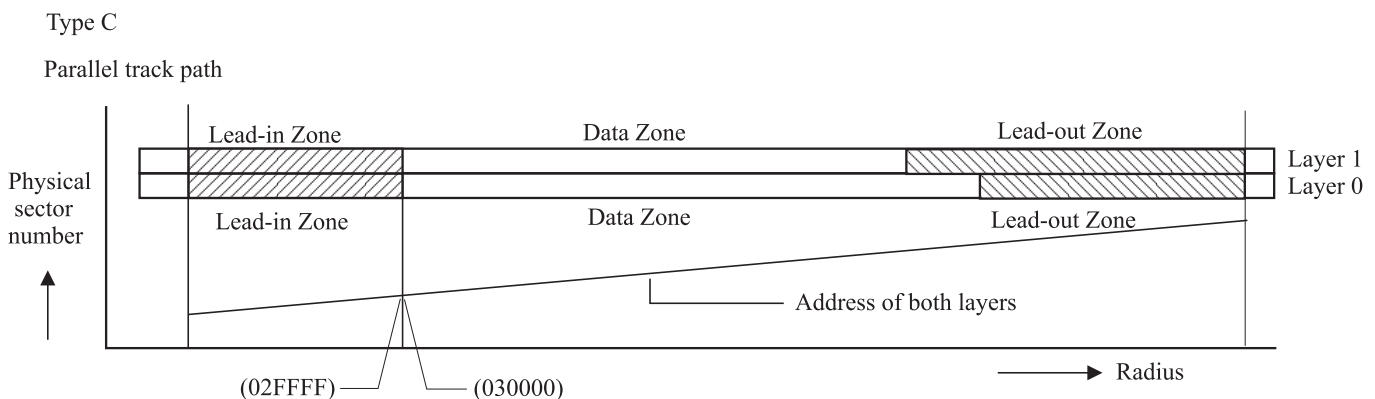 Type C
Parallel track path
Lead-in Zone
Data Zone
Lead-out Zone
Layer 1
Layer 0
Physical
sector
number
Lead-in Zone
Data Zone
Lead-out Zone
Address of both layers
(02FFFF)
(030000)
Radius